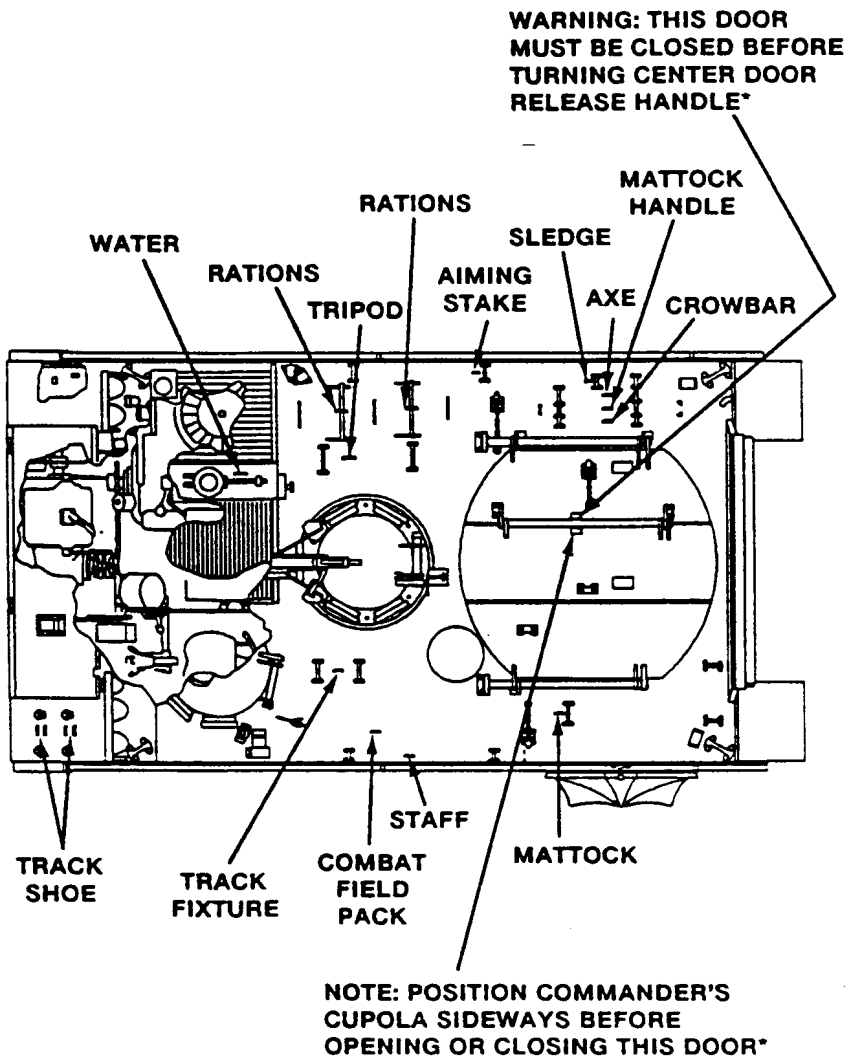 WARNING: THIS DOOR
MUST BE CLOSED BEFORE
TURNING CENTER DOOR
RELEASE HANDLE*
MATTOCK
HANDLE
RATIONS
SLEDGE
WATER
RATIONS
AIMING
STAKE
AXE
TRIPOD
CROWBAR
STAFF
TRACK
SHOE
TRACK
FIXTURE
COMBAT
FIELD
PACK
MATTOCK
NOTE: POSITION COMMANDER'S
CUPOLA SIDEWAYS BEFORE
OPENING OR CLOSING THIS DOOR*